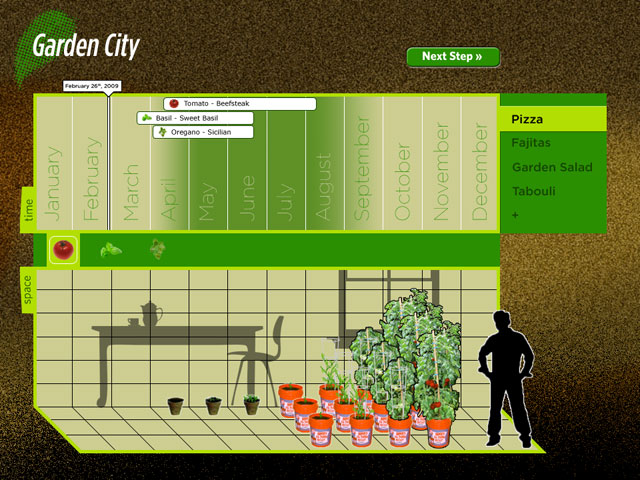 Garden City
Next Step »
February 26th, 2009
Tomato - Beefsteak
Basil - Sweet Basil
Oregano - Sicilian
January
February
March
April
May
June
July
August
September
October
November
December
Pizza
Fajitas
Garden Salad
Tabouli
+
time
space